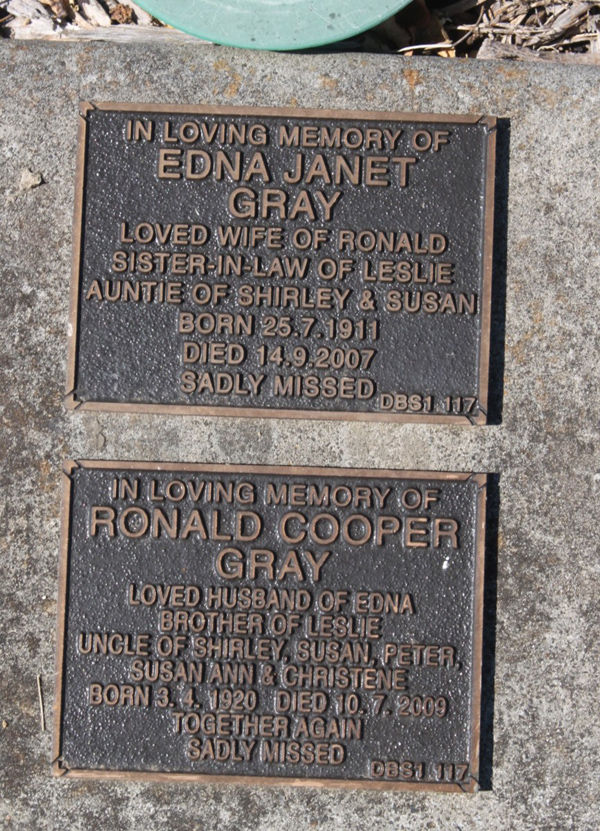 IN LOVING MEMORY OF
EDNA JANET
GRAY
LOVED WIFE OF RONALD
SISTER-IN-LAW OF LESLIE
AUNTIE OF SHIRLEY & SUSAN
BORN 25.7.1911
DIED 14.9.2007
SADLY MISSED
DBS1 117
IN LOVING MEMORY OF
RONALD COOPER
GRAY
LOVED HUSBAND OF EDNA
BROTHER OF LESLIE
UNCLE OF SHIRLEY, SUSAN, PETER,
SUSAN ANN & CHRISTENE
BORN 3. 4. 1920 DIED 10. 7. 2009
TOGETHER AGAIN
SADLY MISSED
DBS1 117